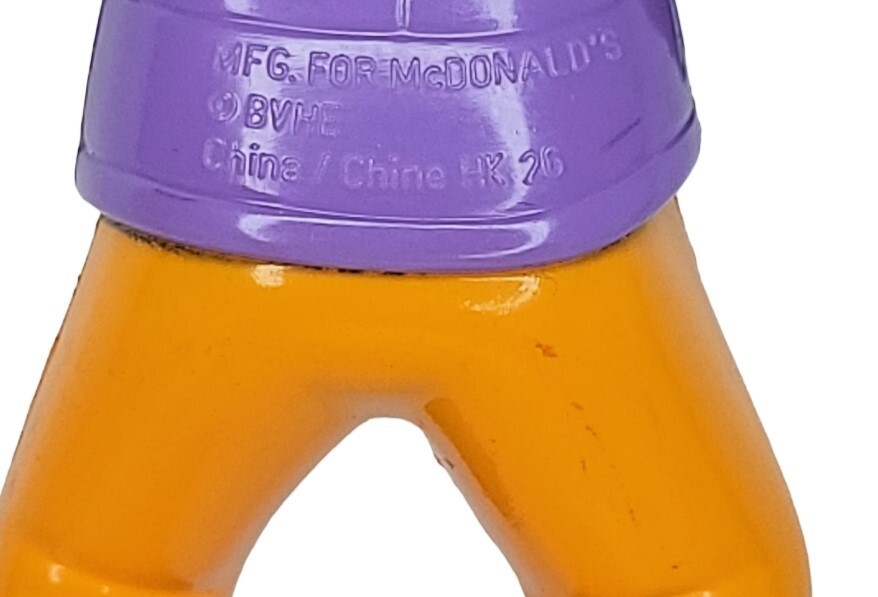 MFG. FOR McDONALD'S
© BVHE
China / Chine HK 26